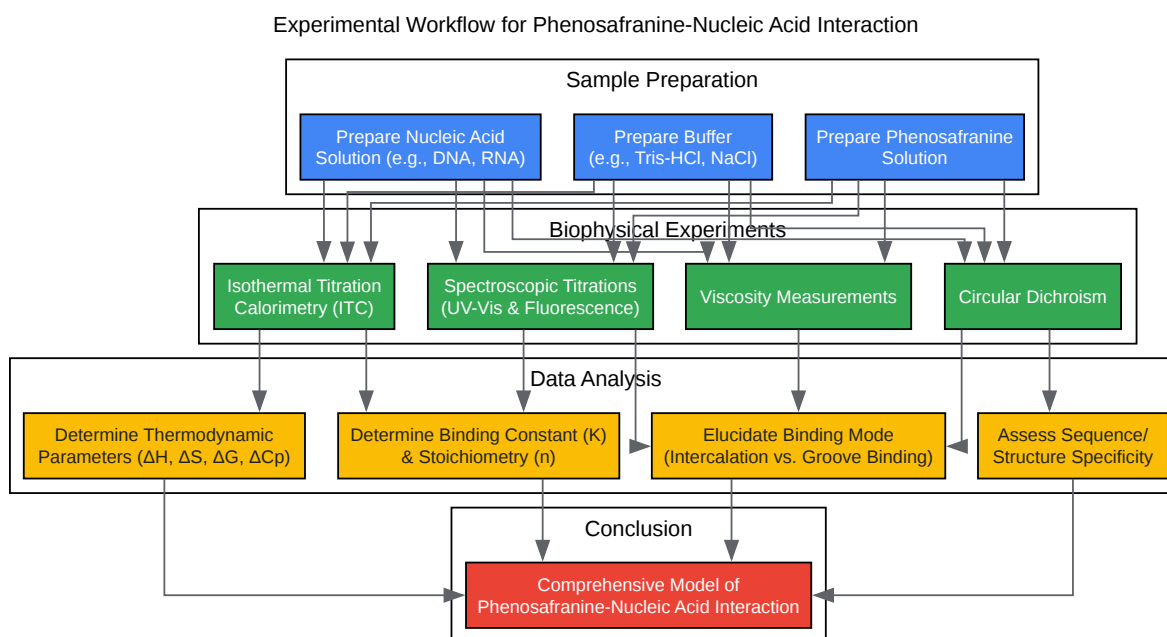 Experimental Workflow for Phenosafranine-Nucleic Acid Interaction
Sample Preparation
Prepare Nucleic Acid
Solution (e.g., DNA, RNA)
Prepare Buffer
(e.g., Tris-HCl, NaCl)
Prepare Phenosafranine
Solution
Biophysical Experiments
Isothermal Titration
Calorimetry (ITC)
Spectroscopic Titrations
(UV-Vis & Fluorescence)
Viscosity Measurements
Circular Dichroism
Data Analysis
Determine Thermodynamic
Parameters (ΔH, ΔS, ΔG, ΔCp)
Determine Binding Constant (K)
& Stoichiometry (n)
Elucidate Binding Mode
(Intercalation vs. Groove Binding)
Assess Sequence/
Structure Specificity
Conclusion
Comprehensive Model of
Phenosafranine-Nucleic Acid Interaction